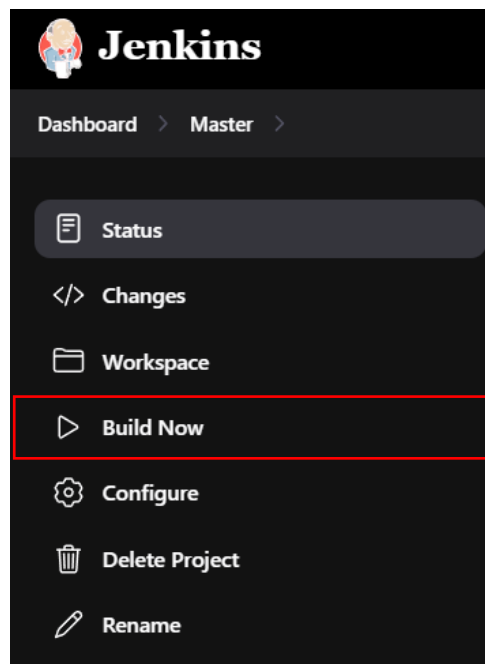 Jenkins
Dashboard > Master >
Status
</> Changes
Workspace
Build Now
Configure
Delete Project
Rename